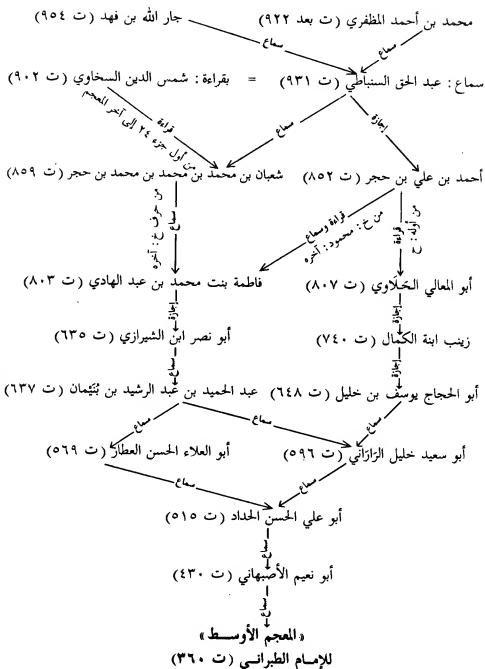 محمد بن أحمد المظفري (ت بعد ٩٢٢) جار الله بن فهد (ت ٩٥٤)
سماع سماع
سماع : عبد الحق السنباطي (ت ٩٣١) = بقراءة : شمس الدين السخاوي (ت ٩٠٢)
إجازة سماع قراءة
من أول جزء ٢٤ إلى آخر المعجم
أحمد بن علي بن حجر (ت ٨٥٢) شعبان بن محمد بن محمد بن محمد بن حجر (ت ٨٥٩)
من أوله : ح
قراءة
قراءة وسماع
من خ : محمود : آخره
من حرف خ : آخره
سماع
أبو المعالي الحلاوي (ت ٨٠٧) فاطمة بنت محمد بن عبد الهادي (ت ٨٠٣)
إجازة إجازة
زينب ابنة الكمال (ت ٧٤٠) أبو نصر ابن الشيرازي (ت ٦٣٥)
إجازة سماع
أبو الحجاج يوسف بن خليل (ت ٦٤٨) عبد الحميد بن عبد الرشيد بن بُنَيْمان (ت ٦٣٧)
سماع سماع سماع
أبو سعيد خليل الرَّاراني (ت ٥٩٦) أبو العلاء الحسن العطار (ت ٥٦٩)
سماع سماع
أبو علي الحسن الحداد (ت ٥١٥)
سماع
أبو نعيم الأصبهاني (ت ٤٣٠)
سماع
« المعجم الأوسط »
للإمام الطبراني (ت ٣٦٠)